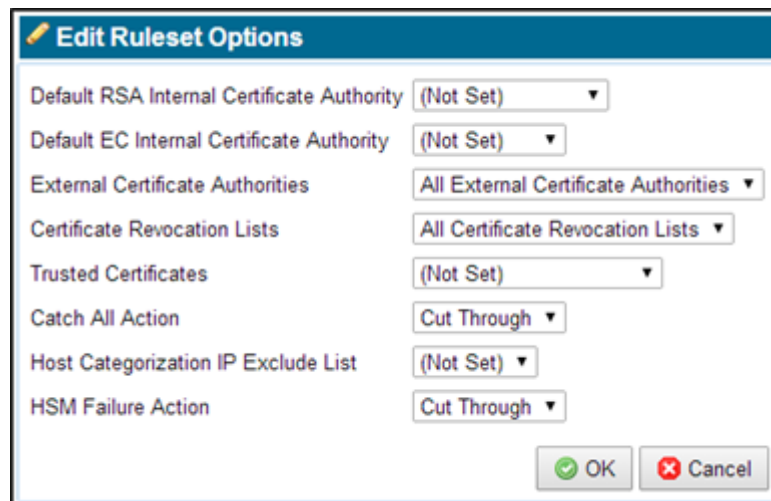 Edit Ruleset Options
Default RSA Internal Certificate Authority (Not Set)
Default EC Internal Certificate Authority (Not Set)
External Certificate Authorities All External Certificate Authorities
Certificate Revocation Lists All Certificate Revocation Lists
Trusted Certificates (Not Set)
Catch All Action Cut Through
Host Categorization IP Exclude List (Not Set)
HSM Failure Action Cut Through
OK Cancel